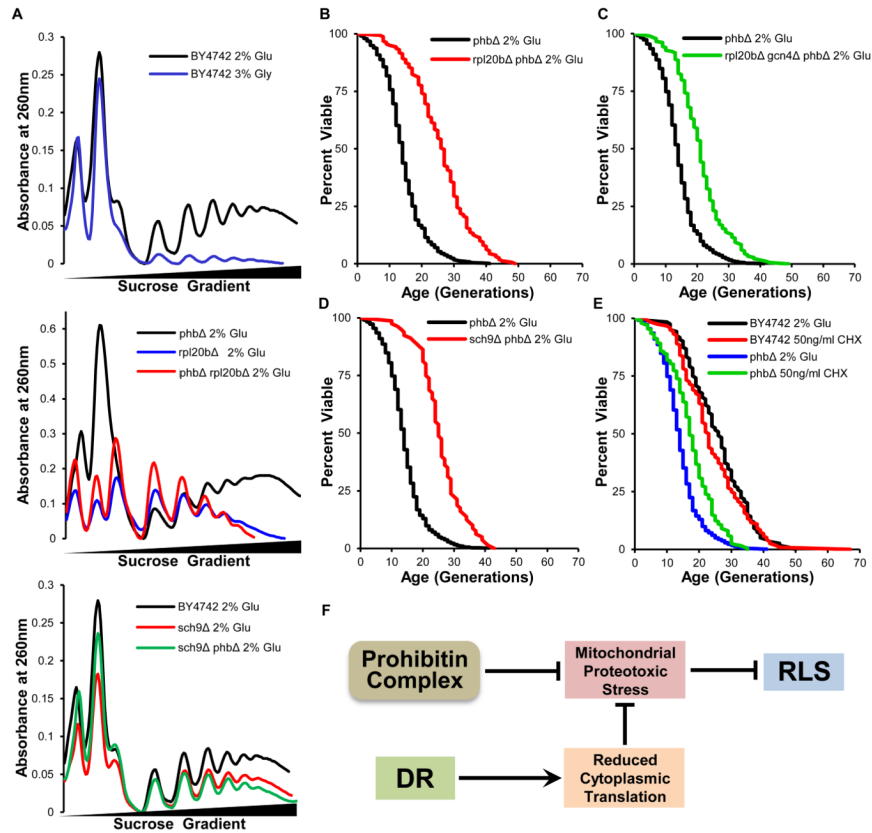 A
Absorbance at 260nm
0.3
0.25
0.2
0.15
0.1
0.05
0
BY4742 2% Glu
BY4742 3% Gly
Sucrose Gradient
Absorbance at 260nm
0.6
0.5
0.4
0.3
0.2
0.1
0
phbΔ 2% Glu
rpl20bΔ 2% Glu
phbΔ rpl20bΔ 2% Glu
Sucrose Gradient
Absorbance at 260nm
0.3
0.25
0.2
0.15
0.1
0.05
0
BY4742 2% Glu
sch9Δ 2% Glu
sch9Δ phbΔ 2% Glu
Sucrose Gradient
B
Percent Viable
100
75
50
25
0
phbΔ 2% Glu
rpl20bΔ phbΔ 2% Glu
0 10 20 30 40 50 60 70
Age (Generations)
C
Percent Viable
100
75
50
25
0
phbΔ 2% Glu
rpl20bΔ gcn4Δ phbΔ 2% Glu
0 10 20 30 40 50 60 70
Age (Generations)
D
Percent Viable
100
75
50
25
0
phbΔ 2% Glu
sch9Δ phbΔ 2% Glu
0 10 20 30 40 50 60 70
Age (Generations)
E
Percent Viable
100
75
50
25
0
BY4742 2% Glu
BY4742 50ng/ml CHX
phbΔ 2% Glu
phbΔ 50ng/ml CHX
0 10 20 30 40 50 60 70
Age (Generations)
F
Prohibitin
Complex
Mitochondrial
Proteotoxic
Stress
RLS
DR
Reduced
Cytoplasmic
Translation